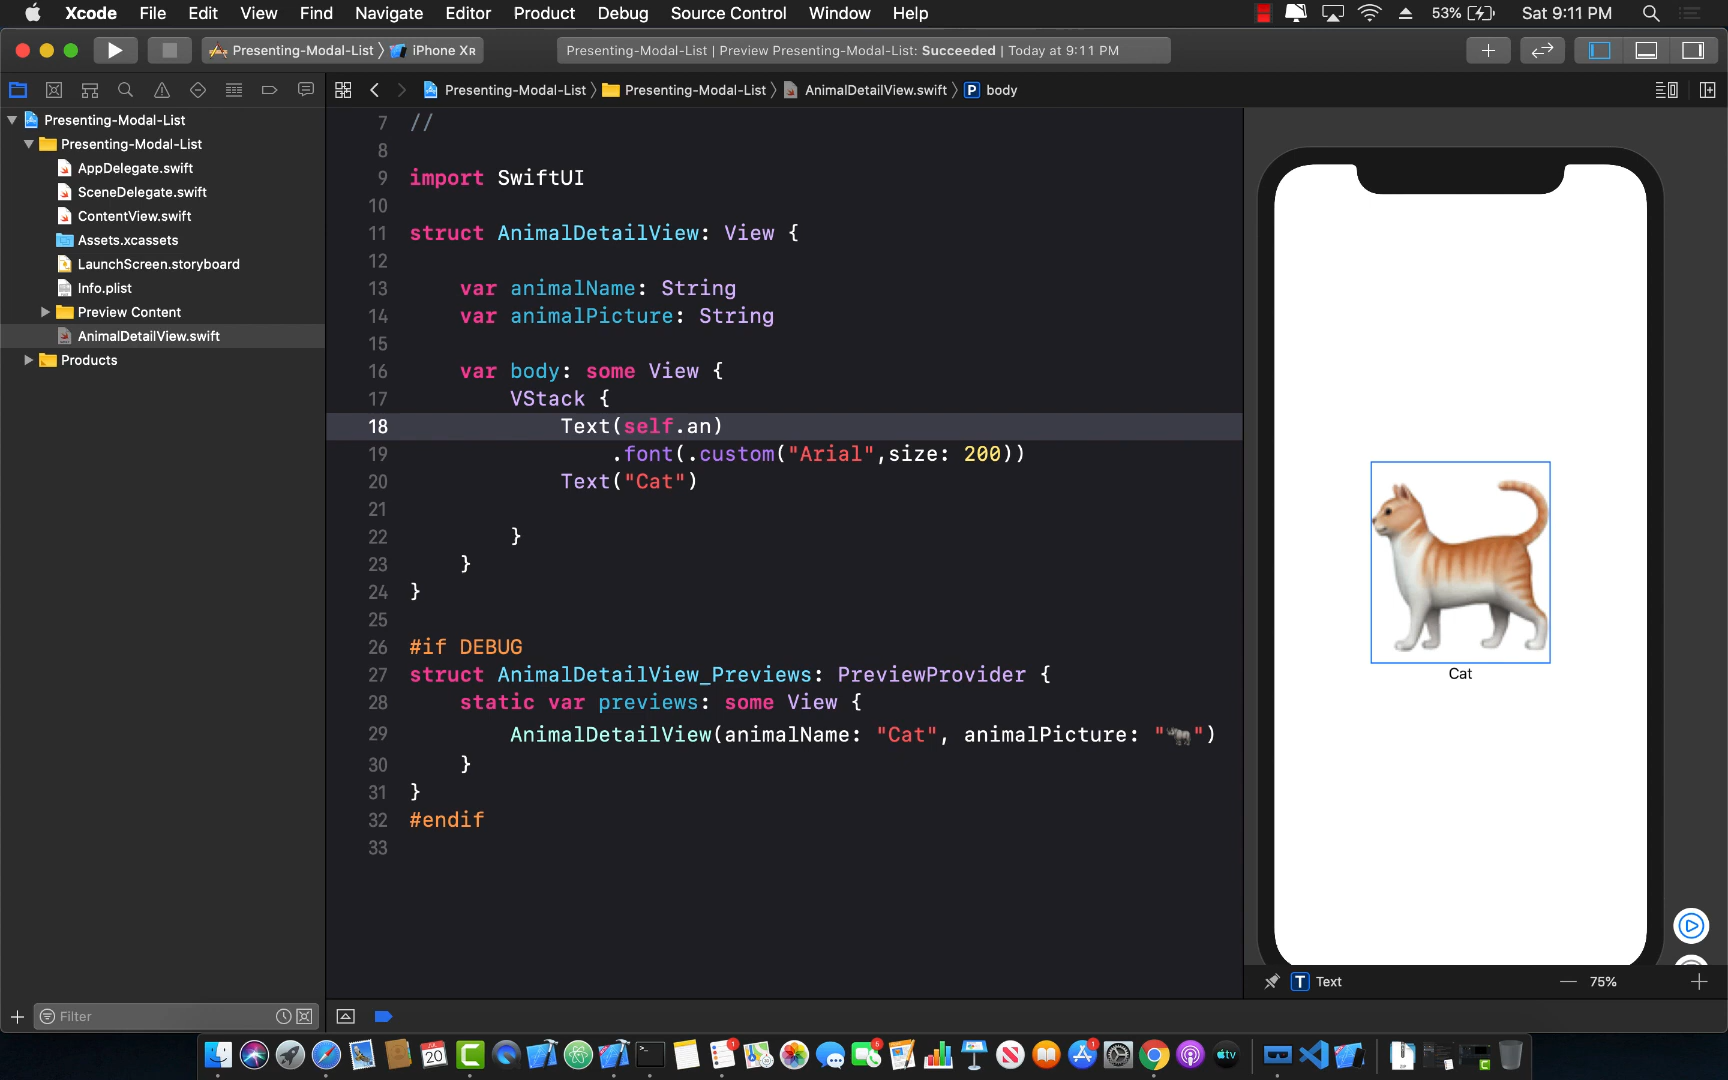 Xcode File Edit View Find Navigate Editor Product Debug Source Control Window Help 53% Sat 9:11 PM
Presenting-Modal-List iPhone XR
Presenting-Modal-List | Preview Presenting-Modal-List: Succeeded | Today at 9:11 PM
Presenting-Modal-List Presenting-Modal-List AnimalDetailView.swift P body
Presenting-Modal-List
Presenting-Modal-List
AppDelegate.swift
SceneDelegate.swift
ContentView.swift
Assets.xcassets
LaunchScreen.storyboard
Info.plist
Preview Content
AnimalDetailView.swift
Products
Filter
7 //
8
9 import SwiftUI
10
11 struct AnimalDetailView: View {
12
13 var animalName: String
14 var animalPicture: String
15
16 var body: some View {
17 VStack {
18 Text(self.an)
19 .font(.custom("Arial",size: 200))
20 Text("Cat")
21
22 }
23 }
24 }
25
26 #if DEBUG
27 struct AnimalDetailView_Previews: PreviewProvider {
28 static var previews: some View {
29 AnimalDetailView(animalName: "Cat", animalPicture: "🦏")
30 }
31 }
32 #endif
33
Cat
T Text 75%
20
1
5
1
tv